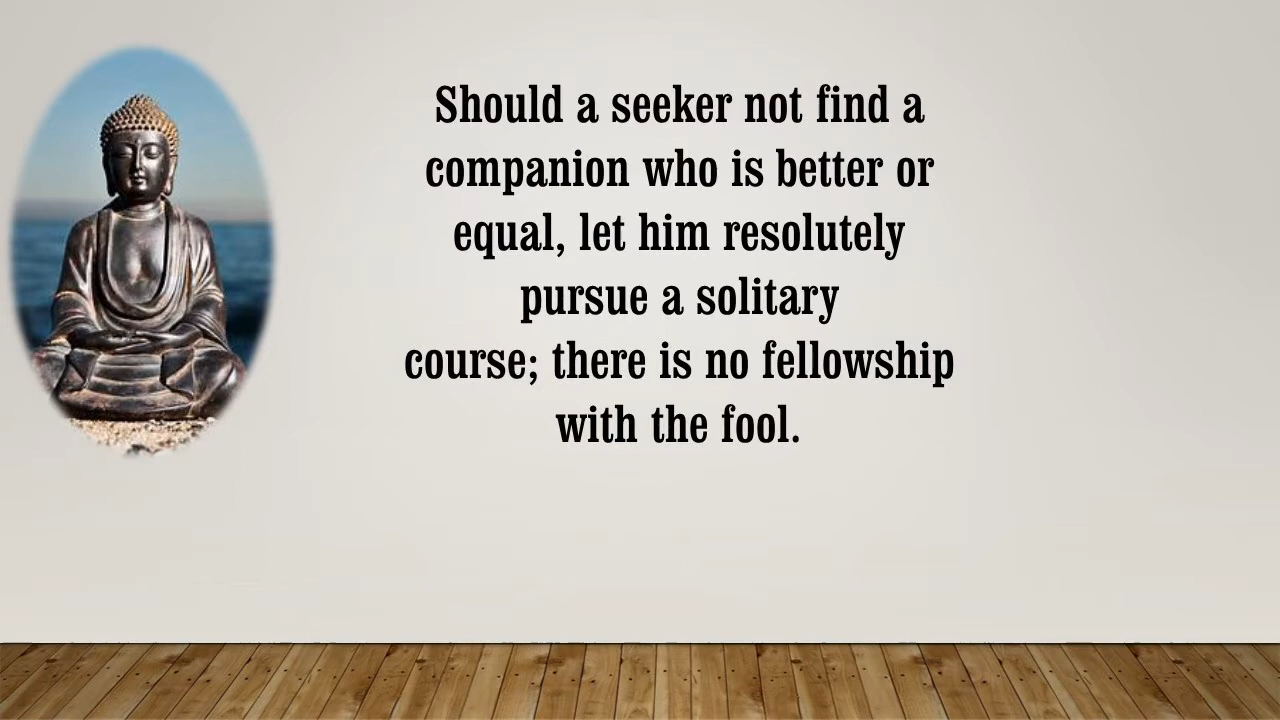 Should a seeker not find a
companion who is better or
equal, let him resolutely
pursue a solitary
course; there is no fellowship
with the fool.